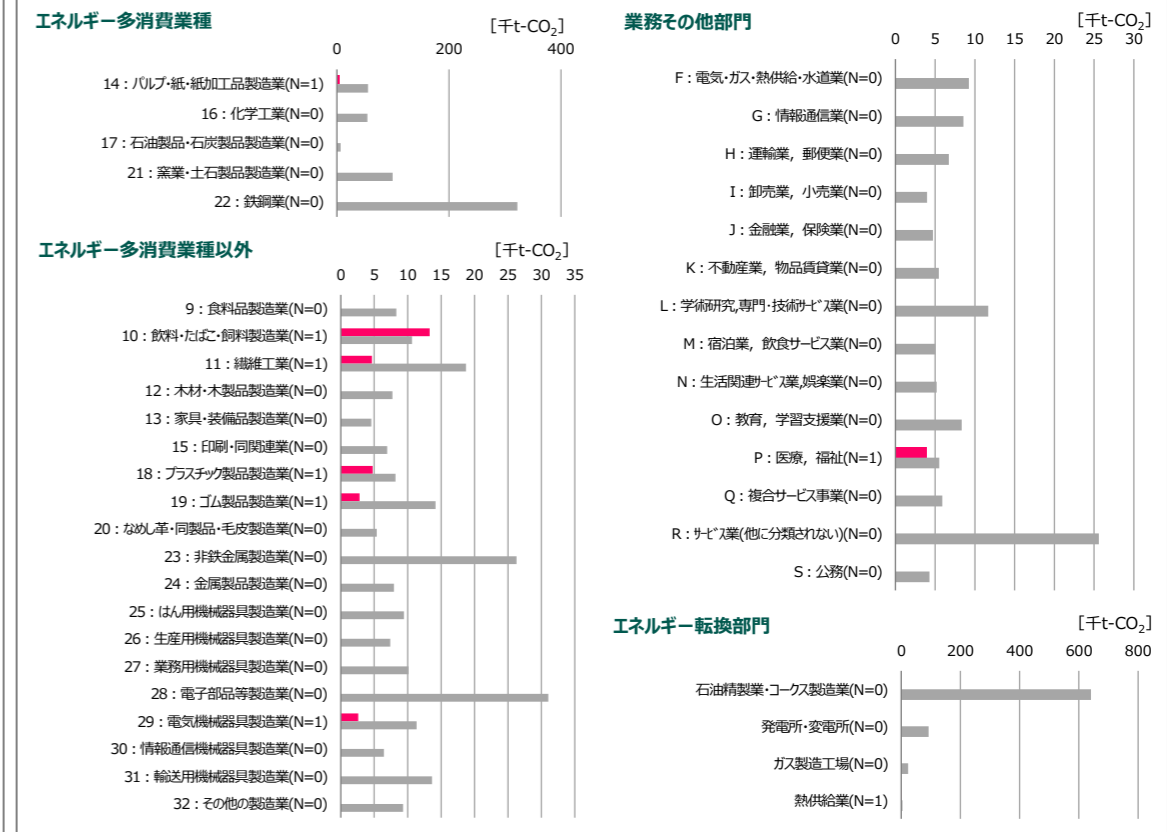 エネルギー多消費業種
[千t-CO2]
0 200 400
14：パルプ・紙・紙加工品製造業(N=1)
16：化学工業(N=0)
17：石油製品・石炭製品製造業(N=0)
21：窯業・土石製品製造業(N=0)
22：鉄鋼業(N=0)
エネルギー多消費業種以外
[千t-CO2]
0 5 10 15 20 25 30 35
9：食料品製造業(N=0)
10：飲料・たばこ・飼料製造業(N=1)
11：繊維工業(N=1)
12：木材・木製品製造業(N=0)
13：家具・装備品製造業(N=0)
15：印刷・同関連業(N=0)
18：プラスチック製品製造業(N=1)
19：ゴム製品製造業(N=1)
20：なめし革・同製品・毛皮製造業(N=0)
23：非鉄金属製造業(N=0)
24：金属製品製造業(N=0)
25：はん用機械器具製造業(N=0)
26：生産用機械器具製造業(N=0)
27：業務用機械器具製造業(N=0)
28：電子部品等製造業(N=0)
29：電気機械器具製造業(N=1)
30：情報通信機械器具製造業(N=0)
31：輸送用機械器具製造業(N=0)
32：その他の製造業(N=0)
業務その他部門
[千t-CO2]
0 5 10 15 20 25 30
F：電気・ガス・熱供給・水道業(N=0)
G：情報通信業(N=0)
H：運輸業，郵便業(N=0)
I：卸売業，小売業(N=0)
J：金融業，保険業(N=0)
K：不動産業，物品賃貸業(N=0)
L：学術研究,専門・技術ｻｰﾋﾞｽ業(N=0)
M：宿泊業，飲食サービス業(N=0)
N：生活関連ｻｰﾋﾞｽ業,娯楽業(N=0)
O：教育，学習支援業(N=0)
P：医療，福祉(N=1)
Q：複合サービス事業(N=0)
R：ｻｰﾋﾞｽ業(他に分類されない)(N=0)
S：公務(N=0)
エネルギー転換部門
[千t-CO2]
0 200 400 600 800
石油精製業・コークス製造業(N=0)
発電所・変電所(N=0)
ガス製造工場(N=0)
熱供給業(N=1)